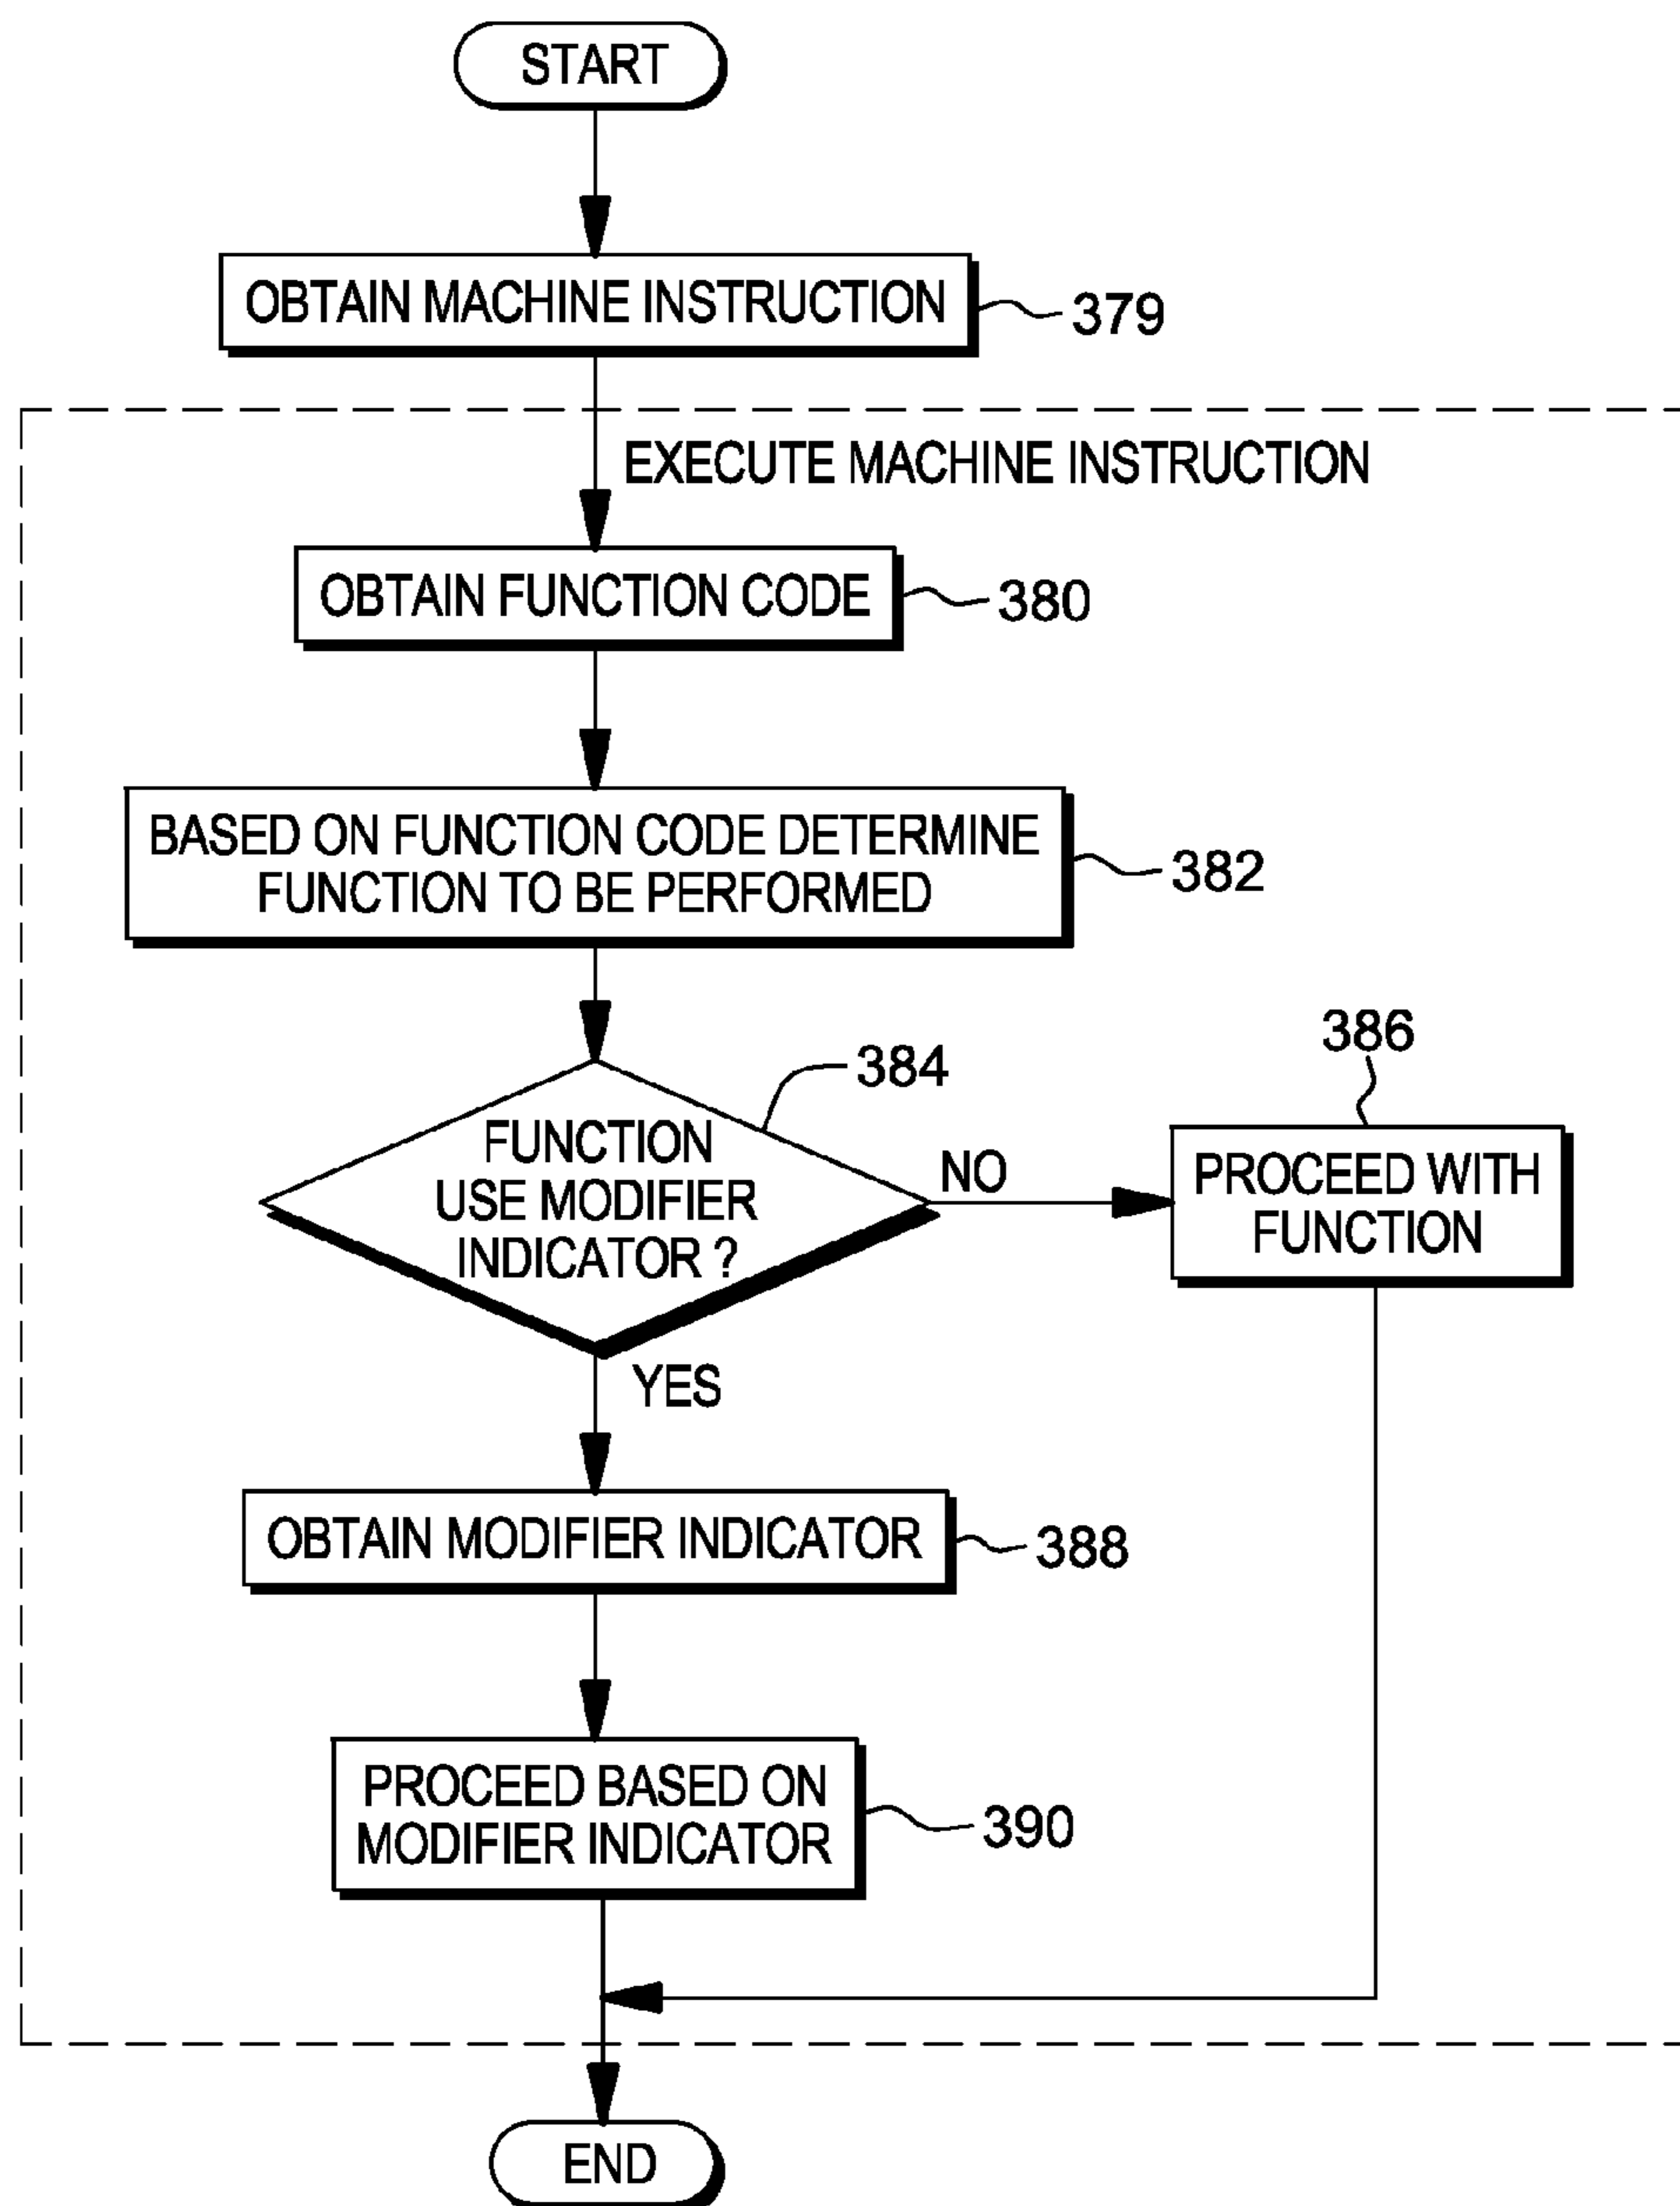 START
OBTAIN MACHINE INSTRUCTION
379
EXECUTE MACHINE INSTRUCTION
OBTAIN FUNCTION CODE
380
BASED ON FUNCTION CODE DETERMINE
FUNCTION TO BE PERFORMED
382
384
FUNCTION
USE MODIFIER
INDICATOR ?
NO
386
PROCEED WITH
FUNCTION
YES
OBTAIN MODIFIER INDICATOR
388
PROCEED BASED ON
MODIFIER INDICATOR
390
END